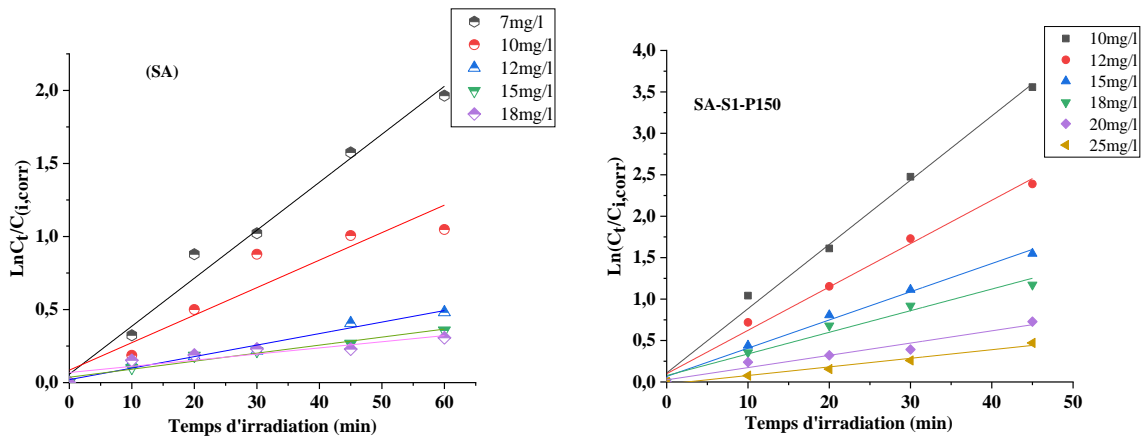 (SA)
7mg/l
10mg/l
12mg/l
15mg/l
18mg/l
LnCt/C(i,corr)
2,0
1,5
1,0
0,5
0,0
0 10 20 30 40 50 60
Temps d'irradiation (min)
SA-S1-P150
10mg/l
12mg/l
15mg/l
18mg/l
20mg/l
25mg/l
Ln(Ct/Ci,corr)
4,0
3,5
3,0
2,5
2,0
1,5
1,0
0,5
0,0
0 10 20 30 40 50
Temps d'irradiation (min)